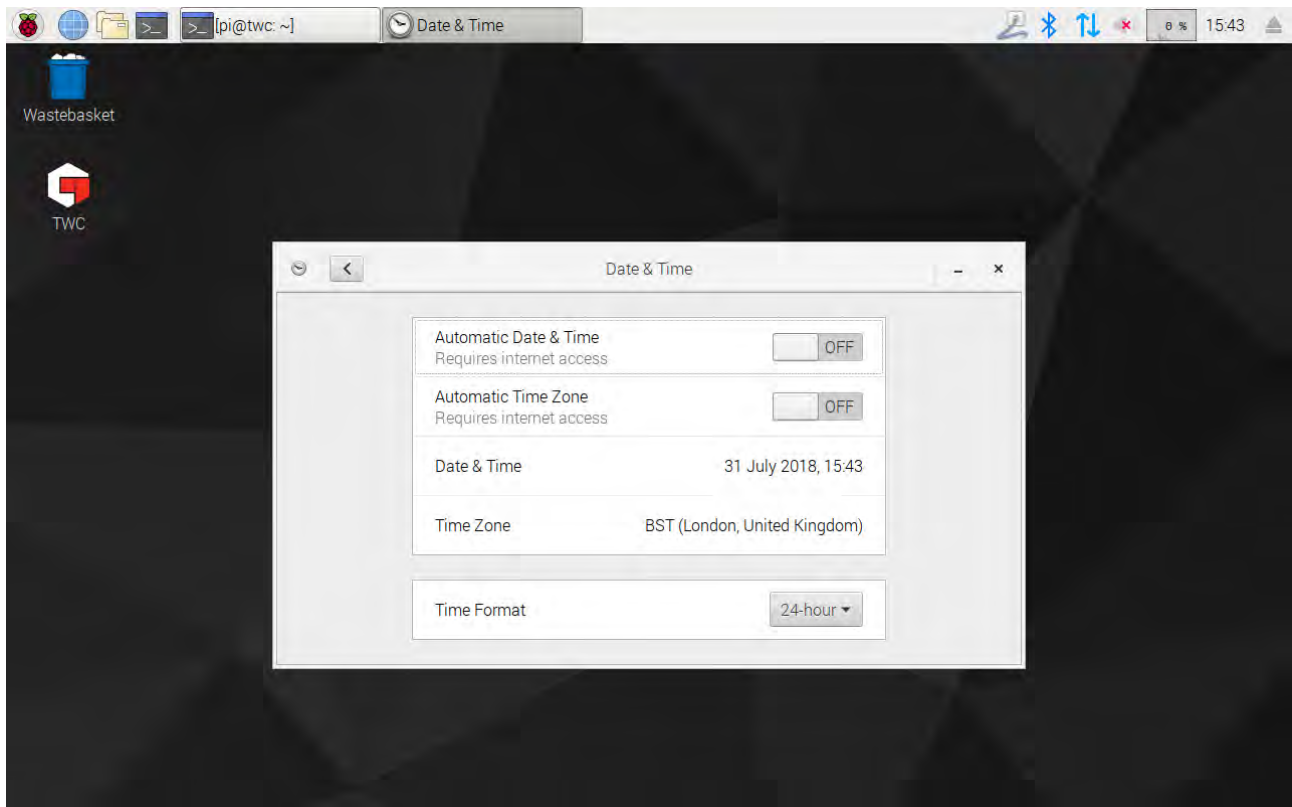 [pi@twc: ~]
Date & Time
0 %
15:43
Wastebasket
TWC
Date & Time
Automatic Date & Time
OFF
Requires internet access
Automatic Time Zone
OFF
Requires internet access
Date & Time
31 July 2018, 15:43
Time Zone
BST (London, United Kingdom)
Time Format
24-hour